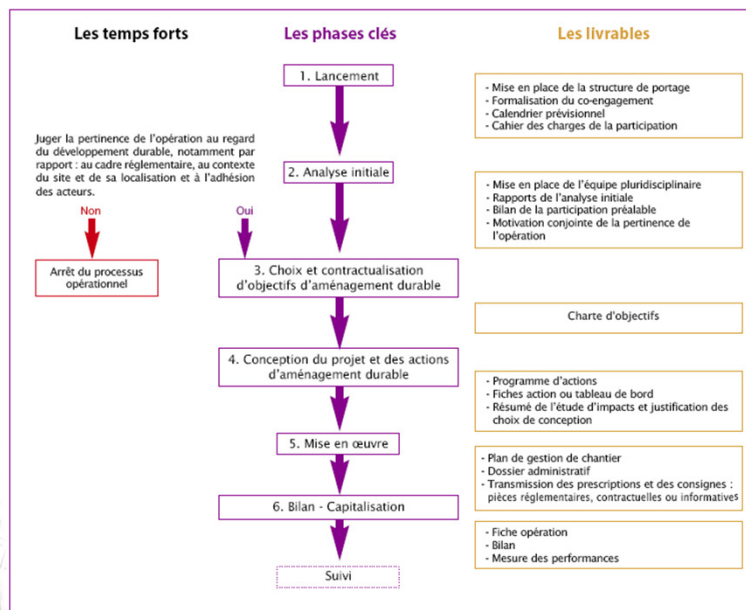 Les temps forts
Les phases clés
Les livrables
1. Lancement
- Mise en place de la structure de portage
- Formalisation du co-engagement
- Calendrier prévisionnel
- Cahier des charges de la participation
Juger la pertinence de l'opération au regard
du développement durable, notamment par
rapport : au cadre réglementaire, au contexte
du site et de sa localisation et à l'adhésion
des acteurs.
2. Analyse initiale
- Mise en place de l'équipe pluridisciplinaire
- Rapports de l'analyse initiale
- Bilan de la participation préalable
- Motivation conjointe de la pertinence de
l'opération
Non
Oui
Arrêt du processus
opérationnel
3. Choix et contractualisation
d'objectifs d'aménagement durable
Charte d'objectifs
4. Conception du projet et des actions
d'aménagement durable
- Programme d'actions
- Fiches action ou tableau de bord
- Résumé de l'étude d'impacts et justification des
choix de conception
5. Mise en œuvre
- Plan de gestion de chantier
- Dossier administratif
- Transmission des prescriptions et des consignes :
pièces réglementaires, contractuelles ou informatives
6. Bilan - Capitalisation
- Fiche opération
- Bilan
- Mesure des performances
Suivi